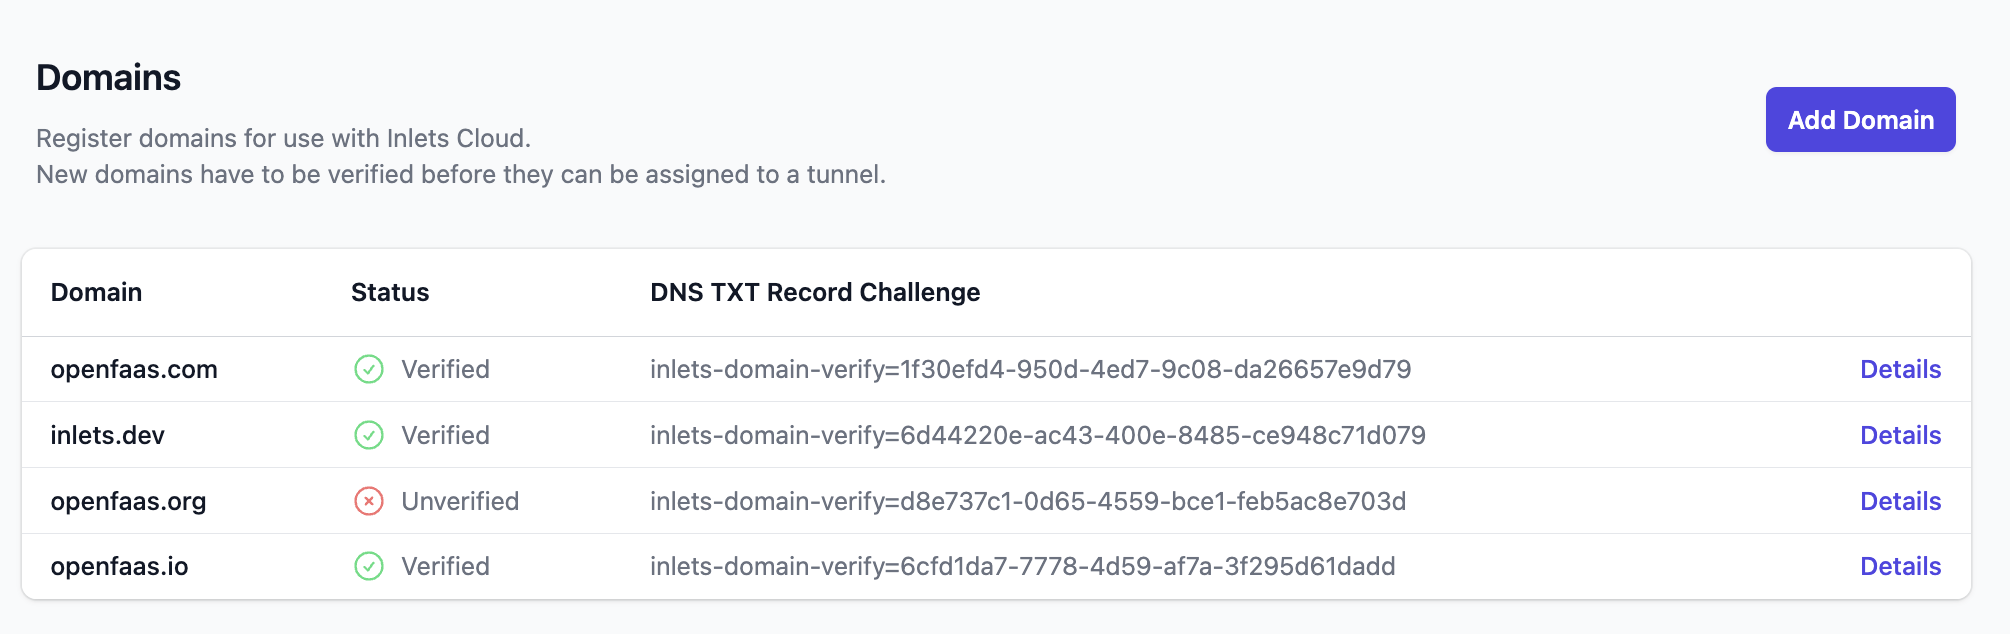 Domains
Register domains for use with Inlets Cloud.
New domains have to be verified before they can be assigned to a tunnel.
Add Domain
Domain Status DNS TXT Record Challenge
openfaas.com Verified inlets-domain-verify=1f30efd4-950d-4ed7-9c08-da26657e9d79 Details
inlets.dev Verified inlets-domain-verify=6d44220e-ac43-400e-8485-ce948c71d079 Details
openfaas.org Unverified inlets-domain-verify=d8e737c1-0d65-4559-bce1-feb5ac8e703d Details
openfaas.io Verified inlets-domain-verify=6cfd1da7-7778-4d59-af7a-3f295d61dadd Details